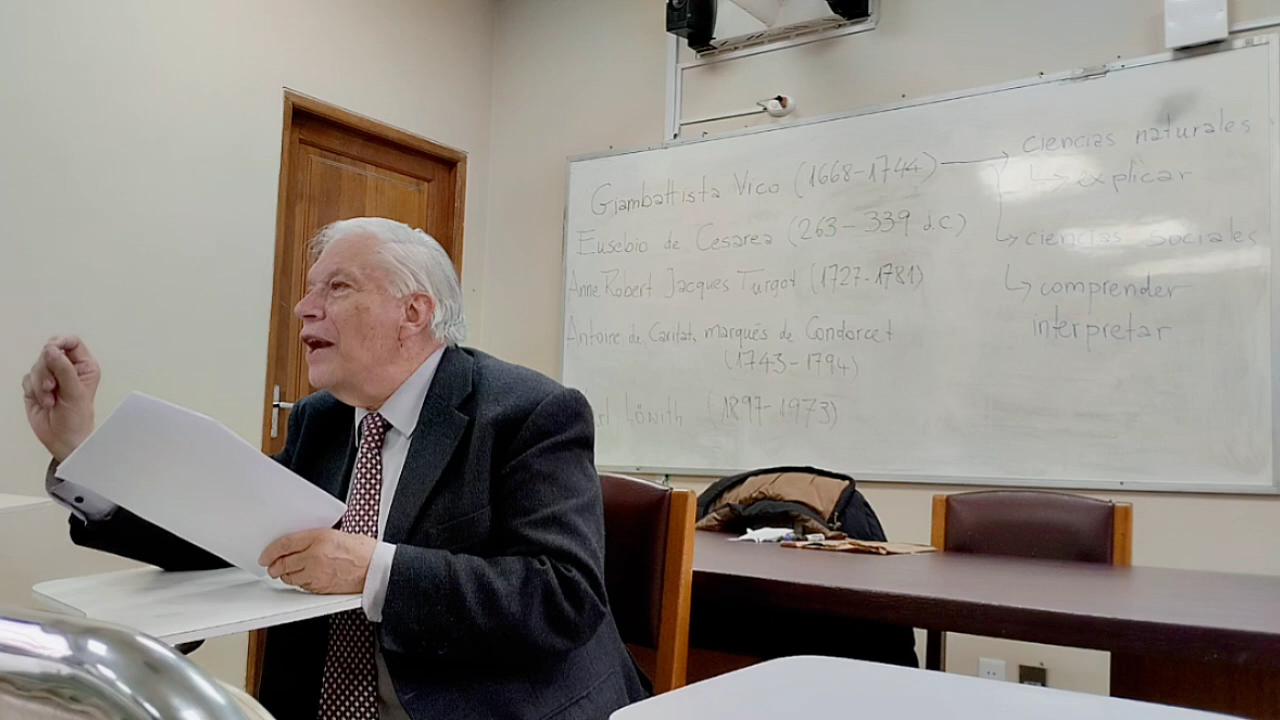 Giambattista Vico (1668-1744)
Eusebio de Cesarea (263-339 d.C)
Anne Robert Jacques Turgot (1727-1781)
Antoine de Caritat, marqués de Condorcet
(1743-1794)
Löwith (1897-1973)
ciencias naturales
explicar
ciencias sociales
comprender
interpretar